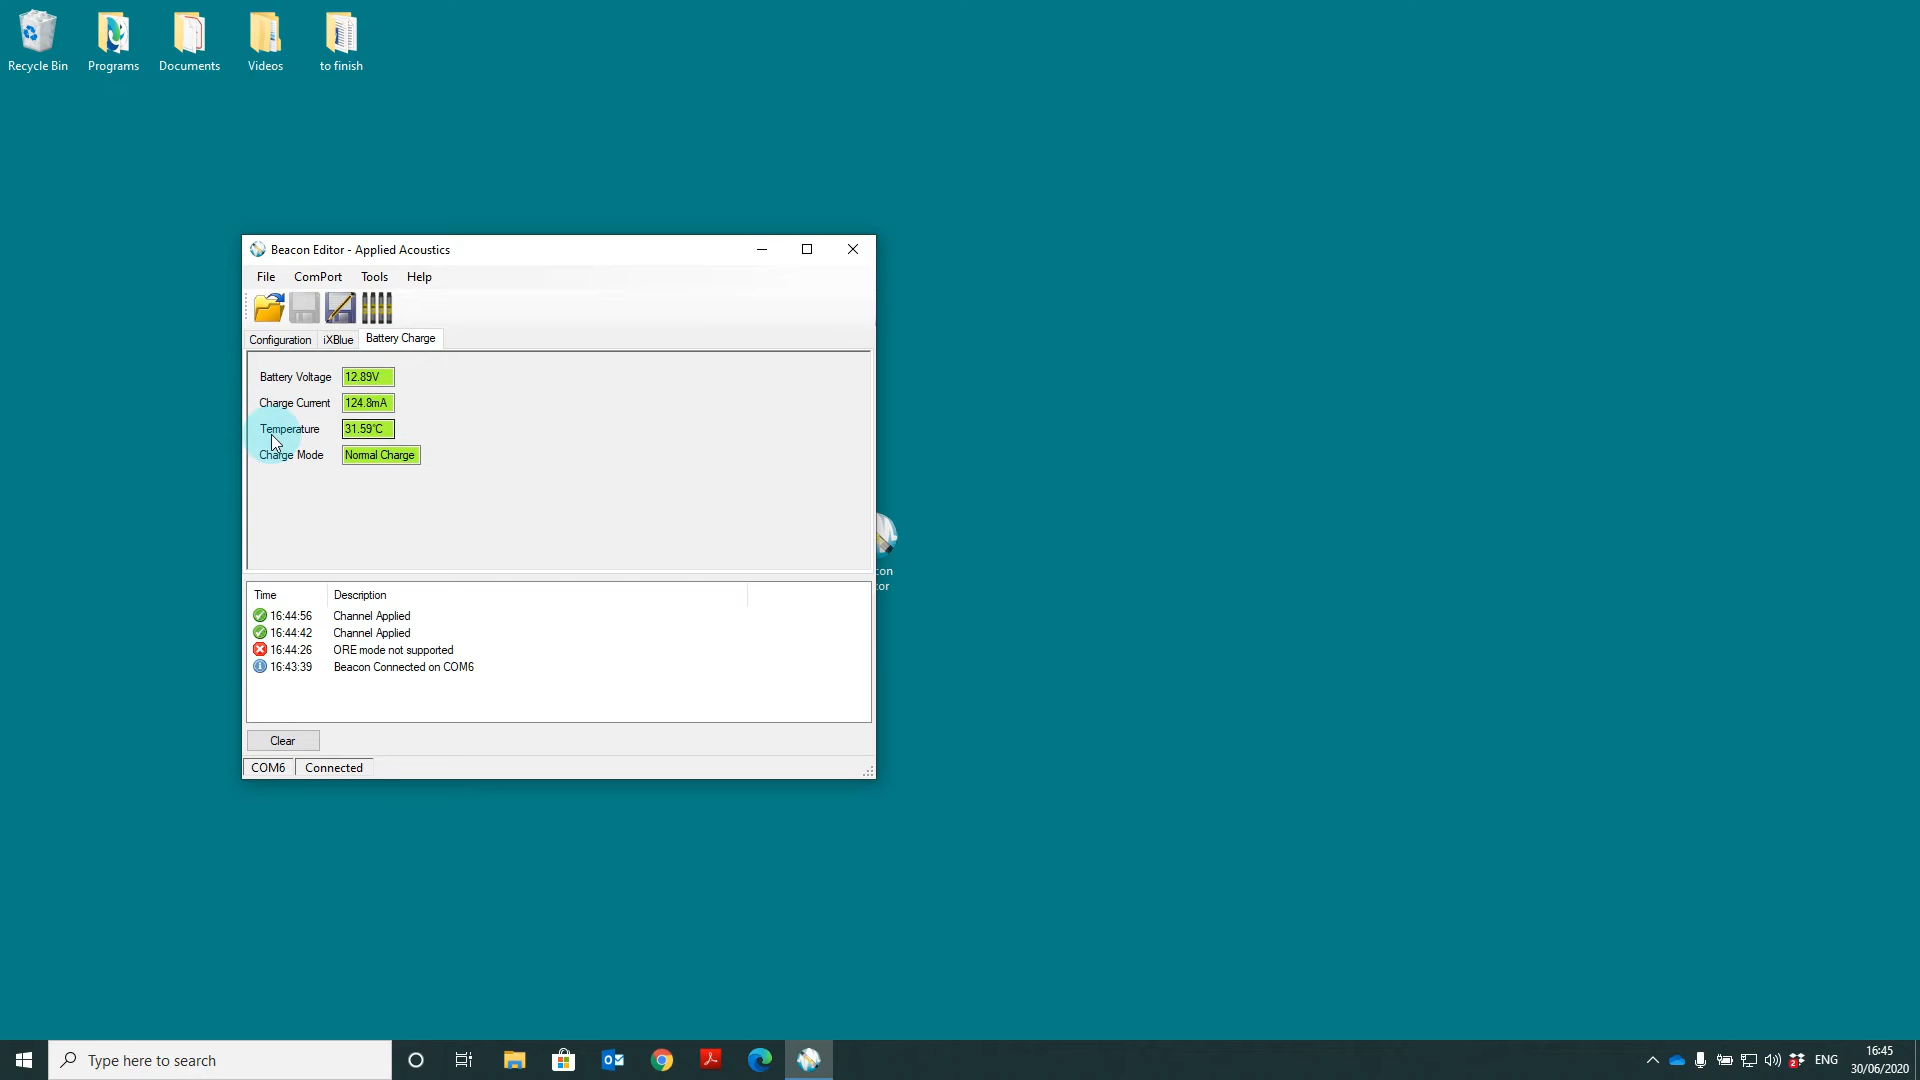 Recycle Bin
Programs
Documents
Videos
to finish
Beacon Editor - Applied Acoustics
File ComPort Tools Help
Configuration iXBlue Battery Charge
Battery Voltage 12.89V
Charge Current 124.8mA
Temperature 31.59°C
Charge Mode Normal Charge
con
tor
Time Description
16:44:56 Channel Applied
16:44:42 Channel Applied
16:44:26 ORE mode not supported
16:43:39 Beacon Connected on COM6
Clear
COM6 Connected
Type here to search
2
ENG
16:45
30/06/2020